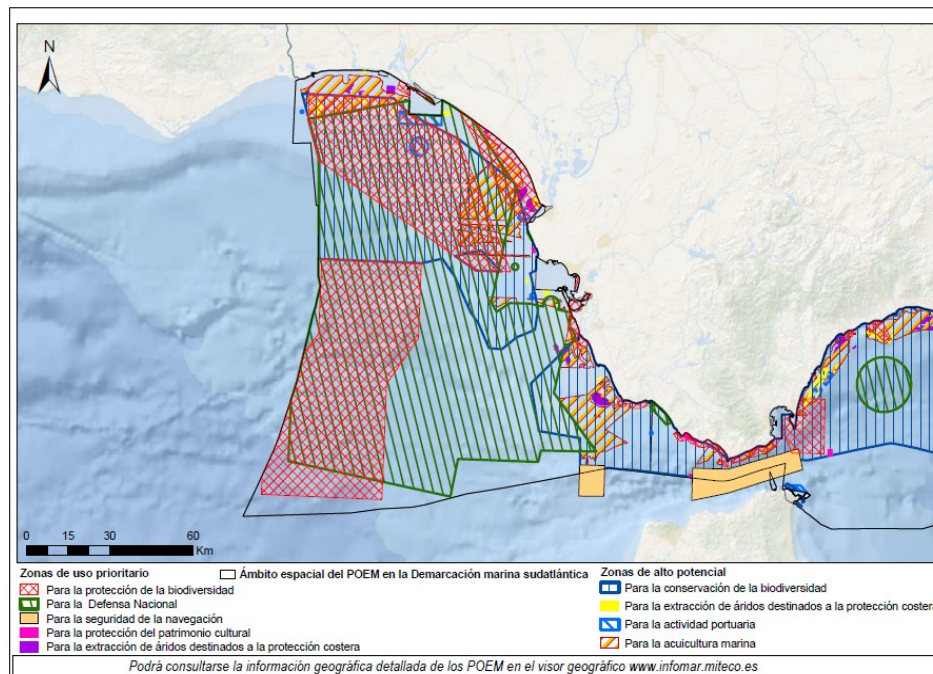 N
0 15 30 60
Km
Zonas de uso prioritario
Ámbito espacial del POEM en la Demarcación marina sudatlántica
Zonas de alto potencial
Para la protección de la biodiversidad
Para la Defensa Nacional
Para la seguridad de la navegación
Para la protección del patrimonio cultural
Para la extracción de áridos destinados a la protección costera
Para la conservación de la biodiversidad
Para la extracción de áridos destinados a la protección costera
Para la actividad portuaria
Para la acuicultura marina
Podrá consultarse la información geográfica detallada de los POEM en el visor geográfico www.infomar.miteco.es